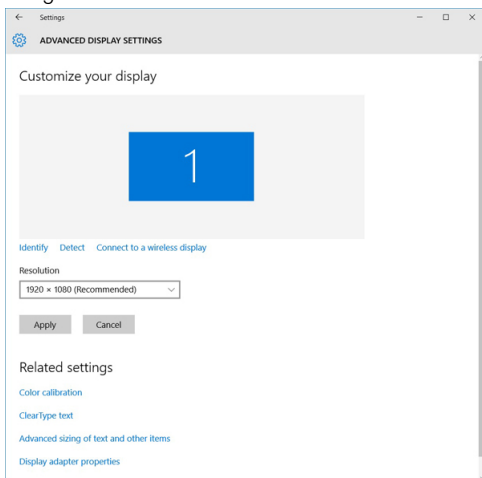 Settings
ADVANCED DISPLAY SETTINGS
Customize your display
1
Identify Detect Connect to a wireless display
Resolution
1920 × 1080 (Recommended)
Apply Cancel
Related settings
Color calibration
ClearType text
Advanced sizing of text and other items
Display adapter properties